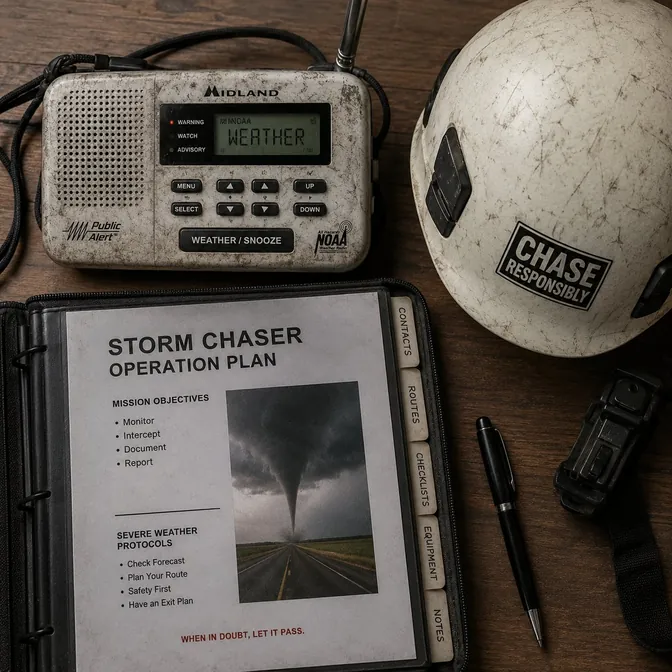 MIDLAND
WARNING
WATCH
ADVISORY
WEATHER
MENU
UP
SELECT
DOWN
Public
Alert™
WEATHER / SNOOZE
NOAA
CHASE
RESPONSIBLY
STORM CHASER
OPERATION PLAN
MISSION OBJECTIVES
• Monitor
• Intercept
• Document
• Report
SEVERE WEATHER
PROTOCOLS
• Check Forecast
• Plan Your Route
• Safety First
• Have an Exit Plan
WHEN IN DOUBT, LET IT PASS.
CONTACTS
ROUTES
CHECKLISTS
EQUIPMENT
NOTES